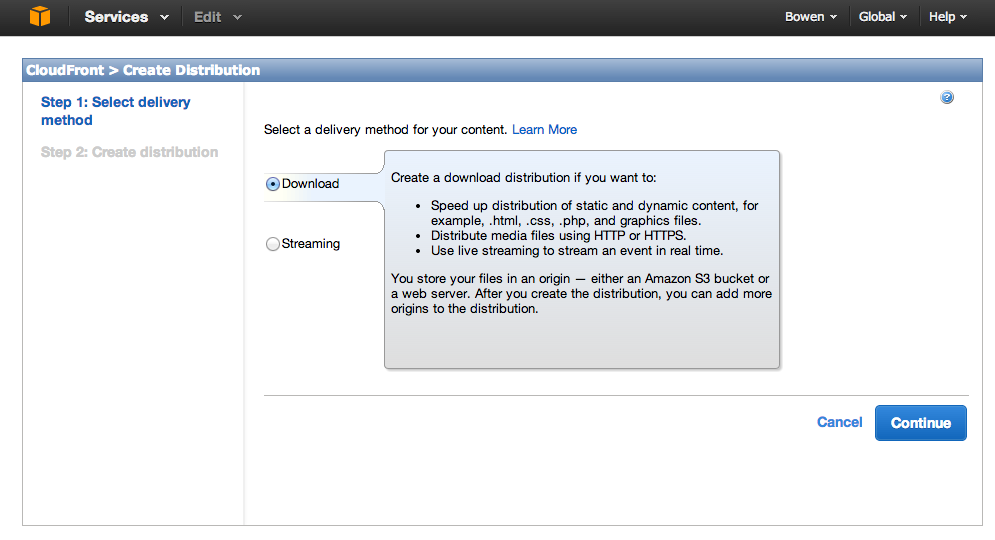 Services Edit Bowen Global Help
CloudFront > Create Distribution
Step 1: Select delivery
method
Step 2: Create distribution
?
Select a delivery method for your content. Learn More
Download
Streaming
Create a download distribution if you want to:
• Speed up distribution of static and dynamic content, for
example, .html, .css, .php, and graphics files.
• Distribute media files using HTTP or HTTPS.
• Use live streaming to stream an event in real time.
You store your files in an origin — either an Amazon S3 bucket or
a web server. After you create the distribution, you can add more
origins to the distribution.
Cancel Continue